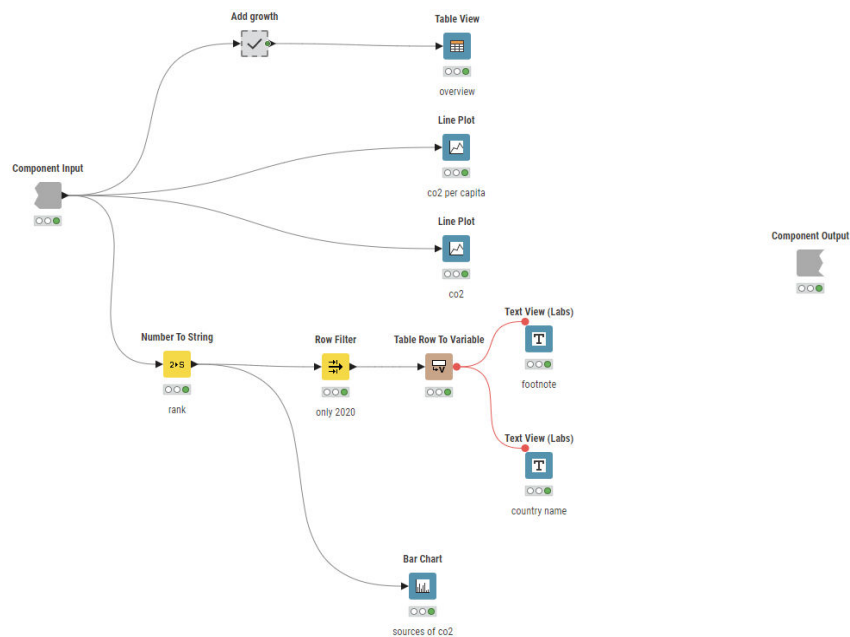 Add growth
Table View
overview
Line Plot
co2 per capita
Component Input
Line Plot
co2
Component Output
Text View (Labs)
T
footnote
Number To String
2▸S
rank
Row Filter
only 2020
Table Row To Variable
V
Text View (Labs)
T
country name
Bar Chart
sources of co2